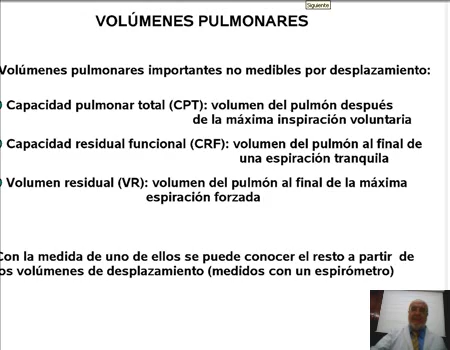 Siguiente
VOLÚMENES PULMONARES
Volúmenes pulmonares importantes no medibles por desplazamiento:
Capacidad pulmonar total (CPT): volumen del pulmón después
de la máxima inspiración voluntaria
Capacidad residual funcional (CRF): volumen del pulmón al final de
una espiración tranquila
Volumen residual (VR): volumen del pulmón al final de la máxima
espiración forzada
Con la medida de uno de ellos se puede conocer el resto a partir de
os volúmenes de desplazamiento (medidos con un espirómetro)